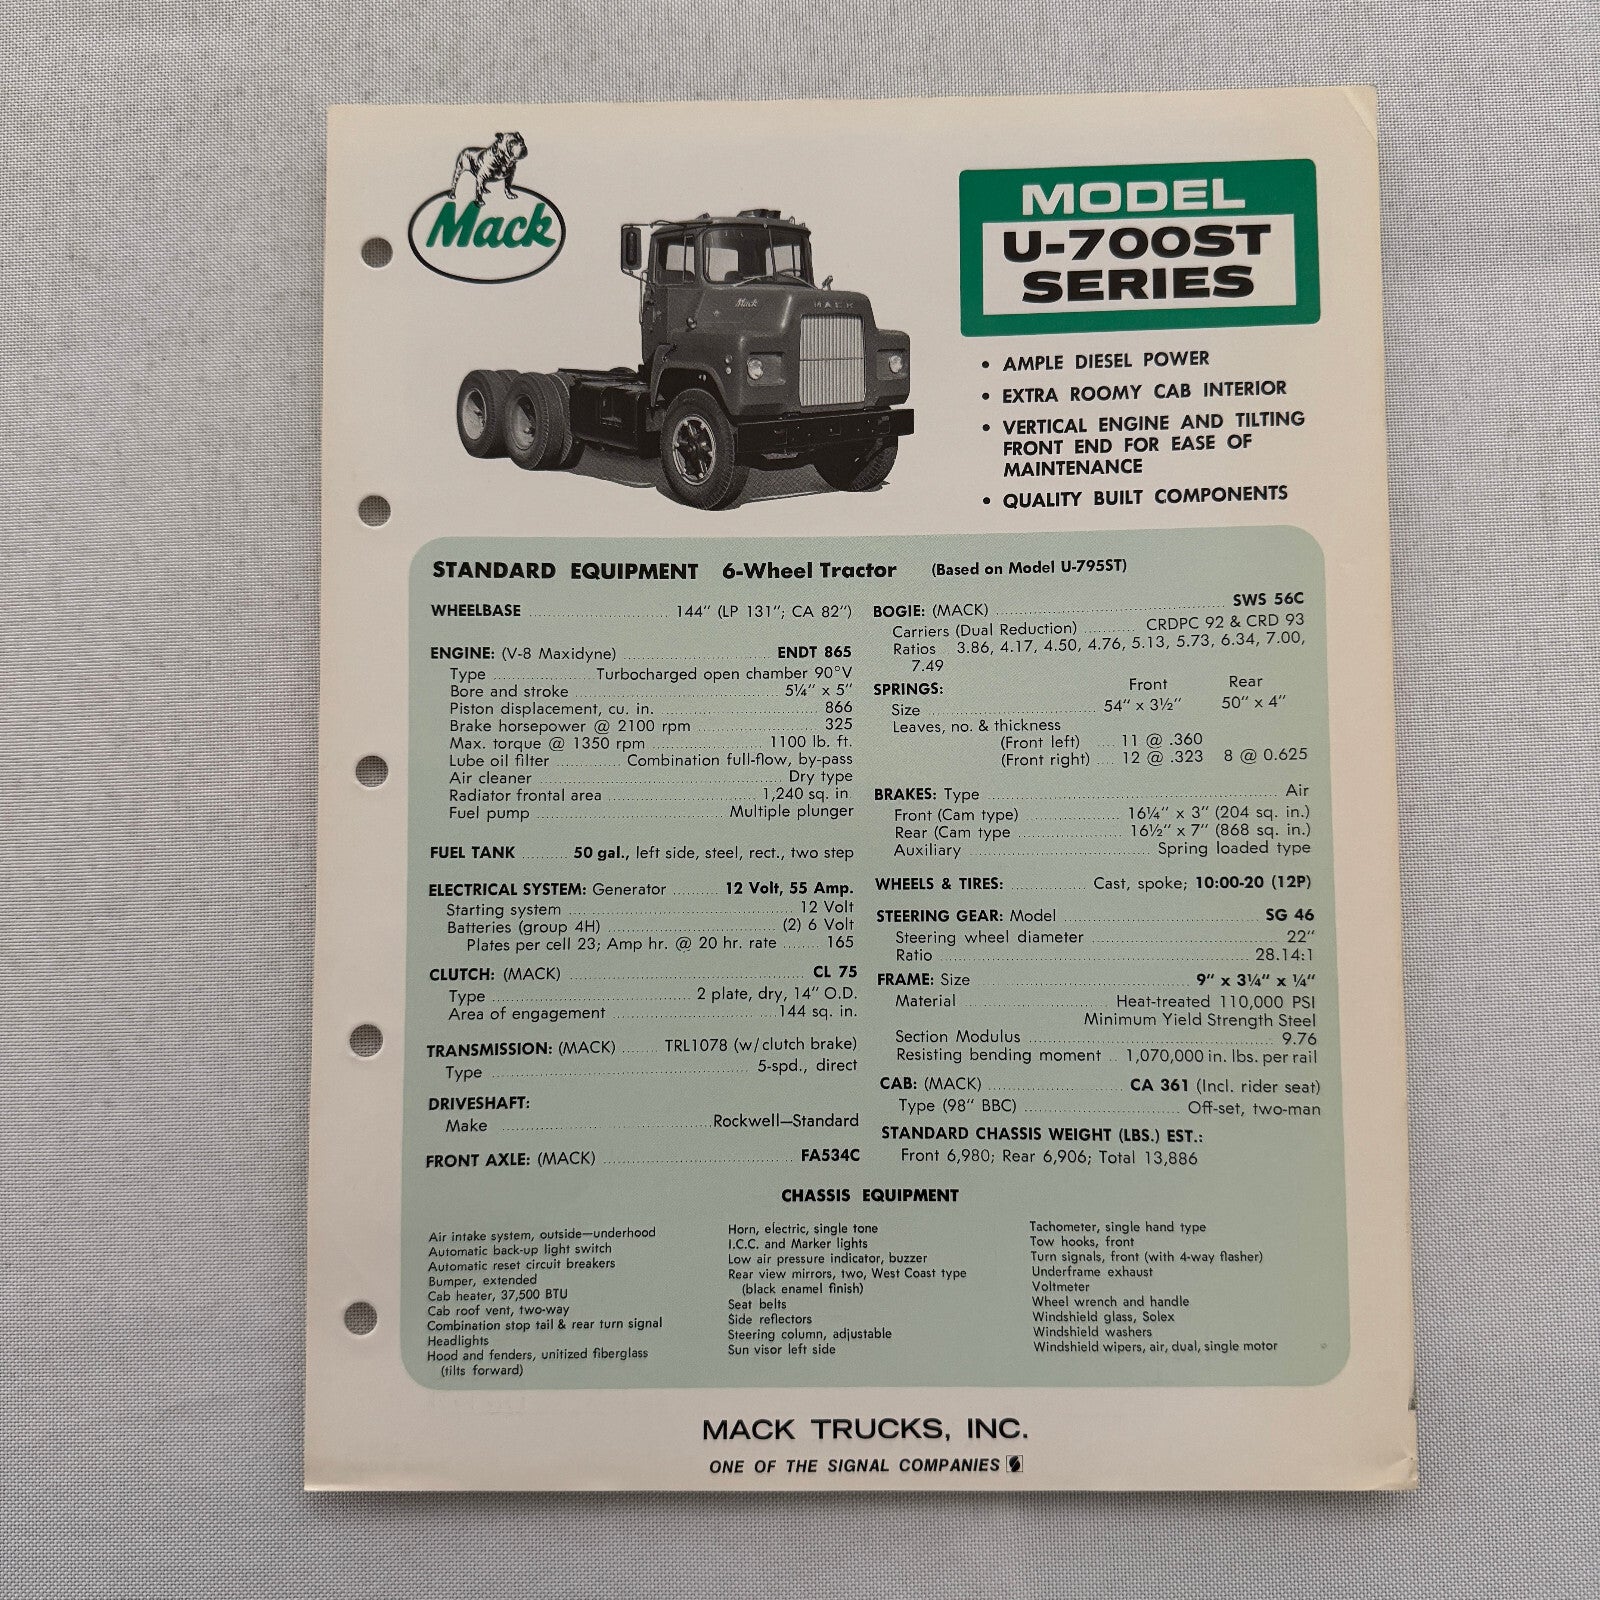 Mack
MODEL
U-700ST
SERIES
Mack
MACK
• AMPLE DIESEL POWER
• EXTRA ROOMY CAB INTERIOR
• VERTICAL ENGINE AND TILTING
FRONT END FOR EASE OF
MAINTENANCE
• QUALITY BUILT COMPONENTS
STANDARD EQUIPMENT 6-Wheel Tractor (Based on Model U-795ST)
WHEELBASE 144" (LP 131"; CA 82")
ENGINE: (V-8 Maxidyne) ENDT 865
Type Turbocharged open chamber 90°V
Bore and stroke 5¼" x 5"
Piston displacement, cu. in. 866
Brake horsepower @ 2100 rpm 325
Max. torque @ 1350 rpm 1100 lb. ft.
Lube oil filter Combination full-flow, by-pass
Air cleaner Dry type
Radiator frontal area 1,240 sq. in.
Fuel pump Multiple plunger
FUEL TANK 50 gal., left side, steel, rect., two step
ELECTRICAL SYSTEM: Generator 12 Volt, 55 Amp.
Starting system 12 Volt
Batteries (group 4H) (2) 6 Volt
Plates per cell 23; Amp hr. @ 20 hr. rate 165
CLUTCH: (MACK) CL 75
Type 2 plate, dry, 14" O.D.
Area of engagement 144 sq. in.
TRANSMISSION: (MACK) TRL1078 (w/clutch brake)
Type 5-spd., direct
DRIVESHAFT:
Make Rockwell—Standard
FRONT AXLE: (MACK) FA534C
BOGIE: (MACK) SWS 56C
Carriers (Dual Reduction) CRDPC 92 & CRD 93
Ratios 3.86, 4.17, 4.50, 4.76, 5.13, 5.73, 6.34, 7.00,
7.49
SPRINGS: Front Rear
Size 54" x 3½" 50" x 4"
Leaves, no. & thickness
(Front left) 11 @ .360
(Front right) 12 @ .323 8 @ 0.625
BRAKES: Type Air
Front (Cam type) 16¼" x 3" (204 sq. in.)
Rear (Cam type 16½" x 7" (868 sq. in.)
Auxiliary Spring loaded type
WHEELS & TIRES: Cast, spoke; 10:00-20 (12P)
STEERING GEAR: Model SG 46
Steering wheel diameter 22"
Ratio 28.14:1
FRAME: Size 9" x 3¼" x ¼"
Material Heat-treated 110,000 PSI
Minimum Yield Strength Steel
Section Modulus 9.76
Resisting bending moment 1,070,000 in. lbs. per rail
CAB: (MACK) CA 361 (Incl. rider seat)
Type (98" BBC) Off-set, two-man
STANDARD CHASSIS WEIGHT (LBS.) EST.:
Front 6,980; Rear 6,906; Total 13,886
CHASSIS EQUIPMENT
Air intake system, outside—underhood
Automatic back-up light switch
Automatic reset circuit breakers
Bumper, extended
Cab heater, 37,500 BTU
Cab roof vent, two-way
Combination stop tail & rear turn signal
Headlights
Hood and fenders, unitized fiberglass
(tilts forward)
Horn, electric, single tone
I.C.C. and Marker lights
Low air pressure indicator, buzzer
Rear view mirrors, two, West Coast type
(black enamel finish)
Seat belts
Side reflectors
Steering column, adjustable
Sun visor left side
Tachometer, single hand type
Tow hooks, front
Turn signals, front (with 4-way flasher)
Underframe exhaust
Voltmeter
Wheel wrench and handle
Windshield glass, Solex
Windshield washers
Windshield wipers, air, dual, single motor
MACK TRUCKS, INC.
ONE OF THE SIGNAL COMPANIES